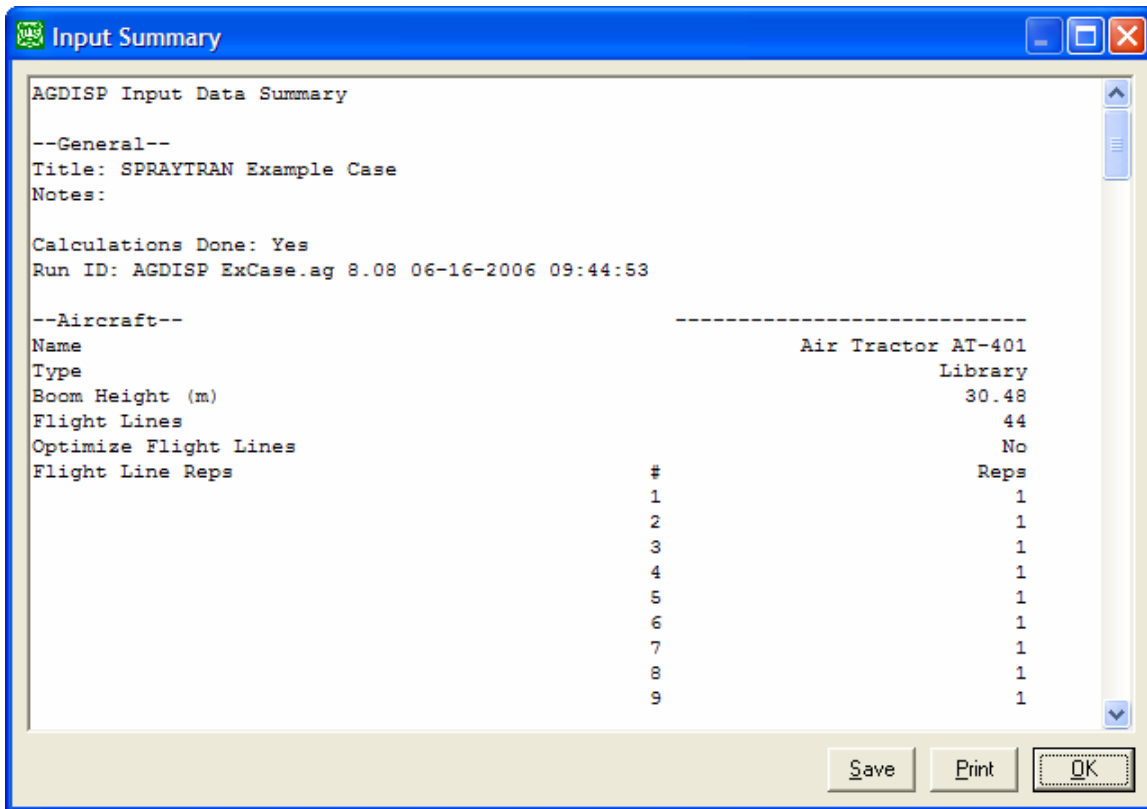 Input Summary
AGDISP Input Data Summary
--General--
Title: SPRAYTRAN Example Case
Notes:
Calculations Done: Yes
Run ID: AGDISP ExCase.ag 8.08 06-16-2006 09:44:53
--Aircraft-- ----------------------------
Name Air Tractor AT-401
Type Library
Boom Height (m) 30.48
Flight Lines 44
Optimize Flight Lines No
Flight Line Reps # Reps
1 1
2 1
3 1
4 1
5 1
6 1
7 1
8 1
9 1
Save Print OK